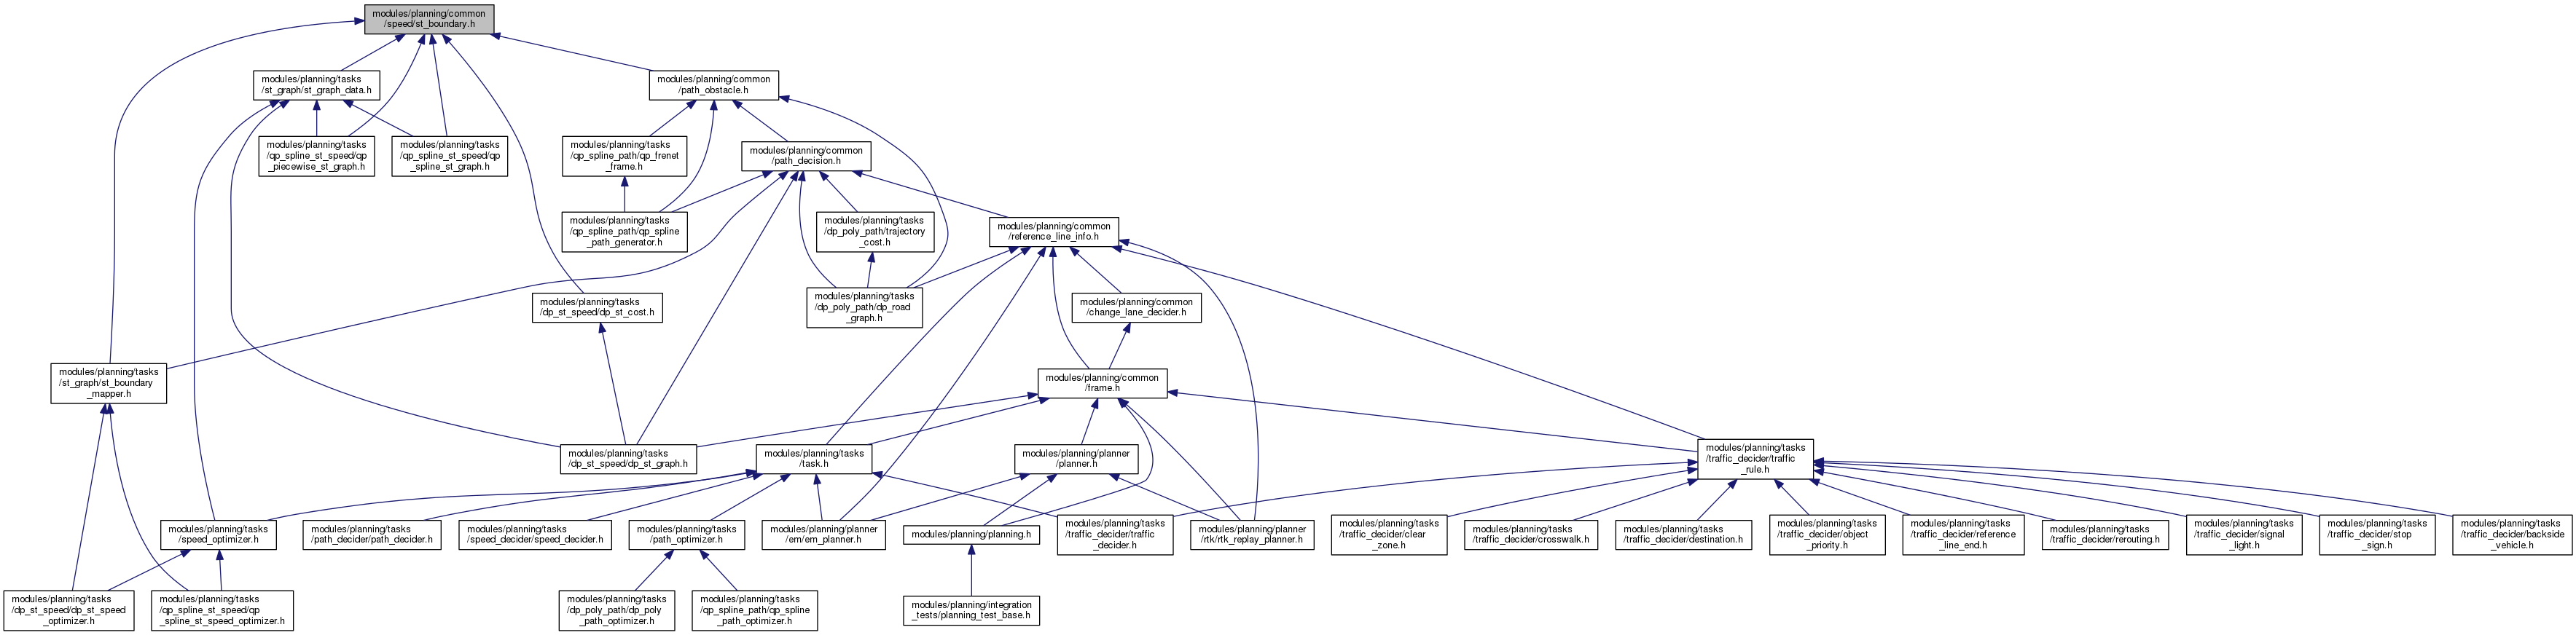 modules/planning/common
/speed/st_boundary.h
modules/planning/tasks
/st_graph/st_graph_data.h
modules/planning/common
/path_obstacle.h
modules/planning/tasks
/qp_spline_st_speed/qp
_piecewise_st_graph.h
modules/planning/tasks
/qp_spline_st_speed/qp
_spline_st_graph.h
modules/planning/tasks
/qp_spline_path/qp_frenet
_frame.h
modules/planning/common
/path_decision.h
modules/planning/tasks
/qp_spline_path/qp_spline
_path_generator.h
modules/planning/tasks
/dp_poly_path/trajectory
_cost.h
modules/planning/common
/reference_line_info.h
modules/planning/tasks
/dp_st_speed/dp_st_cost.h
modules/planning/tasks
/dp_poly_path/dp_road
_graph.h
modules/planning/common
/change_lane_decider.h
modules/planning/tasks
/st_graph/st_boundary
_mapper.h
modules/planning/common
/frame.h
modules/planning/tasks
/dp_st_speed/dp_st_graph.h
modules/planning/tasks
/task.h
modules/planning/planner
/planner.h
modules/planning/tasks
/traffic_decider/traffic
_rule.h
modules/planning/tasks
/speed_optimizer.h
modules/planning/tasks
/path_decider/path_decider.h
modules/planning/tasks
/speed_decider/speed_decider.h
modules/planning/tasks
/path_optimizer.h
modules/planning/planner
/em/em_planner.h
modules/planning/planning.h
modules/planning/tasks
/traffic_decider/traffic
_decider.h
modules/planning/planner
/rtk/rtk_replay_planner.h
modules/planning/tasks
/traffic_decider/clear
_zone.h
modules/planning/tasks
/traffic_decider/crosswalk.h
modules/planning/tasks
/traffic_decider/destination.h
modules/planning/tasks
/traffic_decider/object
_priority.h
modules/planning/tasks
/traffic_decider/reference
_line_end.h
modules/planning/tasks
/traffic_decider/rerouting.h
modules/planning/tasks
/traffic_decider/signal
_light.h
modules/planning/tasks
/traffic_decider/stop
_sign.h
modules/planning/tasks
/traffic_decider/backside
_vehicle.h
modules/planning/tasks
/dp_st_speed/dp_st_speed
_optimizer.h
modules/planning/tasks
/qp_spline_st_speed/qp
_spline_st_speed_optimizer.h
modules/planning/tasks
/dp_poly_path/dp_poly
_path_optimizer.h
modules/planning/tasks
/qp_spline_path/qp_spline
_path_optimizer.h
modules/planning/integration
_tests/planning_test_base.h